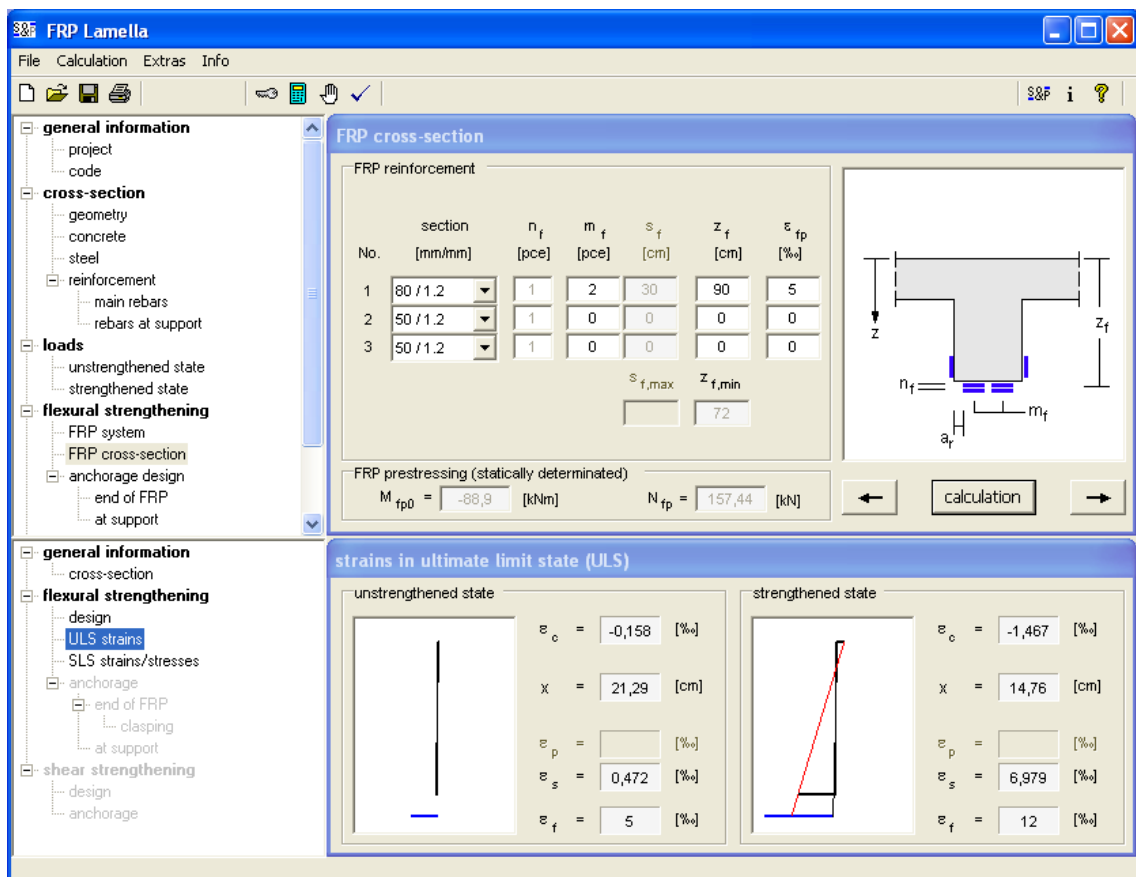 S&P FRP Lamella
File Calculation Extras Info
S&P i ?
general information
project
code
cross-section
geometry
concrete
steel
reinforcement
main rebars
rebars at support
loads
unstrengthened state
strengthened state
flexural strengthening
FRP system
FRP cross-section
anchorage design
end of FRP
at support
FRP cross-section
FRP reinforcement
section n f m f s f z f ε fp
No. [mm/mm] [pce] [pce] [cm] [cm] [‰]
1 80 / 1.2 1 2 30 90 5
2 50 / 1.2 1 0 0 0 0
3 50 / 1.2 1 0 0 0 0
s f,max z f,min
72
FRP prestressing (statically determinated)
M fp0 = -88,9 [kNm] N fp = 157,44 [kN]
z
z f
n f
m f
a r
calculation
general information
cross-section
flexural strengthening
design
ULS strains
SLS strains/stresses
anchorage
end of FRP
clasping
at support
shear strengthening
design
anchorage
strains in ultimate limit state (ULS)
unstrengthened state
ε c = -0,158 [‰]
x = 21,29 [cm]
ε p = [‰]
ε s = 0,472 [‰]
ε f = 5 [‰]
strengthened state
ε c = -1,467 [‰]
x = 14,76 [cm]
ε p = [‰]
ε s = 6,979 [‰]
ε f = 12 [‰]